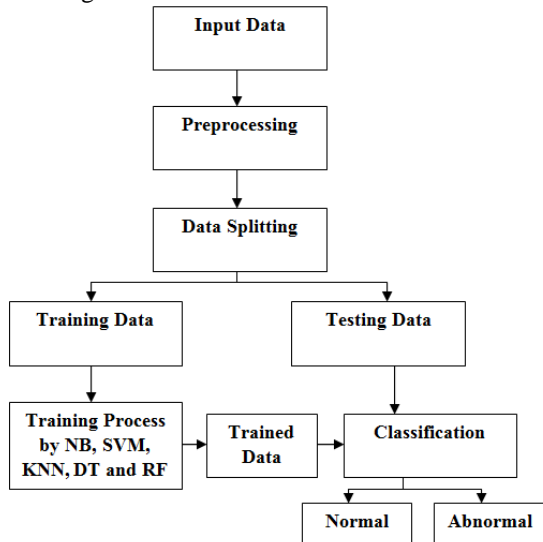 Input Data
Preprocessing
Data Splitting
Training Data
Testing Data
Training Process
by NB, SVM,
KNN, DT and RF
Trained
Data
Classification
Normal
Abnormal